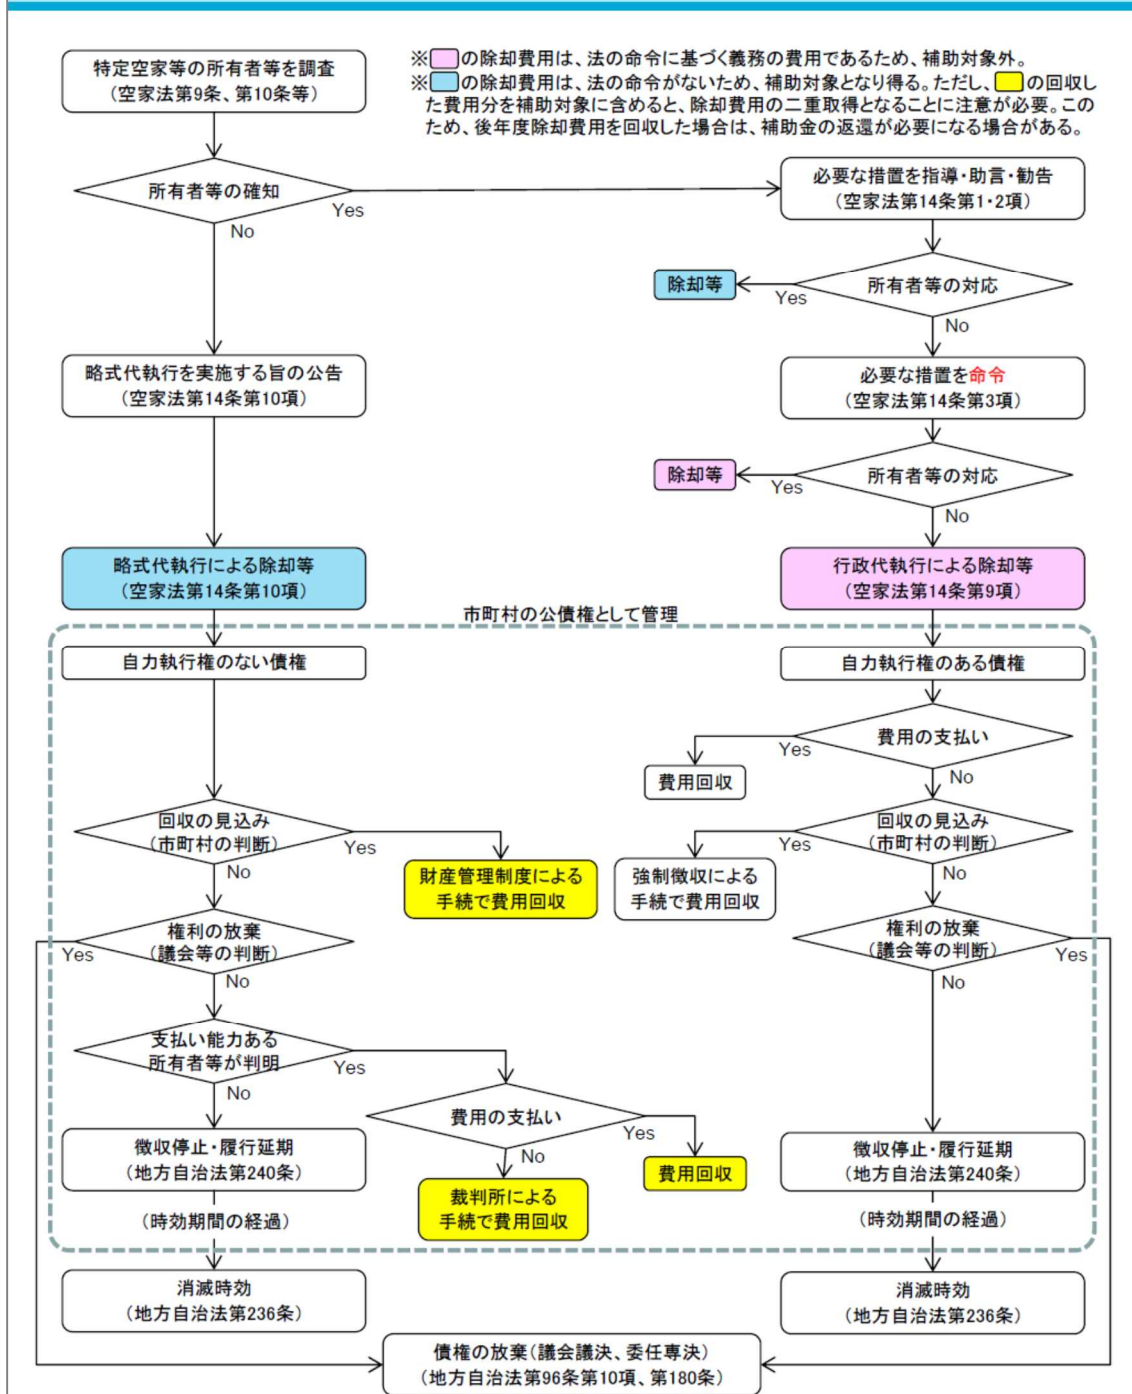 特定空家等の所有者等を調査
(空家法第9条、第10条等)
※　の除却費用は、法の命令に基づく義務の費用であるため、補助対象外。
※　の除却費用は、法の命令がないため、補助対象となり得る。ただし、　の回収し
た費用分を補助対象に含めると、除却費用の二重取得となることに注意が必要。この
ため、後年度除却費用を回収した場合は、補助金の返還が必要になる場合がある。
所有者等の確知
Yes
No
必要な措置を指導・助言・勧告
(空家法第14条第1・2項)
所有者等の対応
Yes
No
除却等
略式代執行を実施する旨の公告
(空家法第14条第10項)
必要な措置を命令
(空家法第14条第3項)
所有者等の対応
Yes
No
除却等
略式代執行による除却等
(空家法第14条第10項)
行政代執行による除却等
(空家法第14条第9項)
市町村の公債権として管理
自力執行権のない債権
自力執行権のある債権
費用の支払い
Yes
No
費用回収
回収の見込み
(市町村の判断)
Yes
No
財産管理制度による
手続で費用回収
回収の見込み
(市町村の判断)
Yes
No
強制徴収による
手続で費用回収
権利の放棄
(議会等の判断)
Yes
No
権利の放棄
(議会等の判断)
Yes
No
支払い能力ある
所有者等が判明
Yes
No
費用の支払い
Yes
No
費用回収
裁判所による
手続で費用回収
徴収停止・履行延期
(地方自治法第240条)
(時効期間の経過)
徴収停止・履行延期
(地方自治法第240条)
(時効期間の経過)
消滅時効
(地方自治法第236条)
消滅時効
(地方自治法第236条)
債権の放棄(議会議決、委任専決)
(地方自治法第96条第10項、第180条)